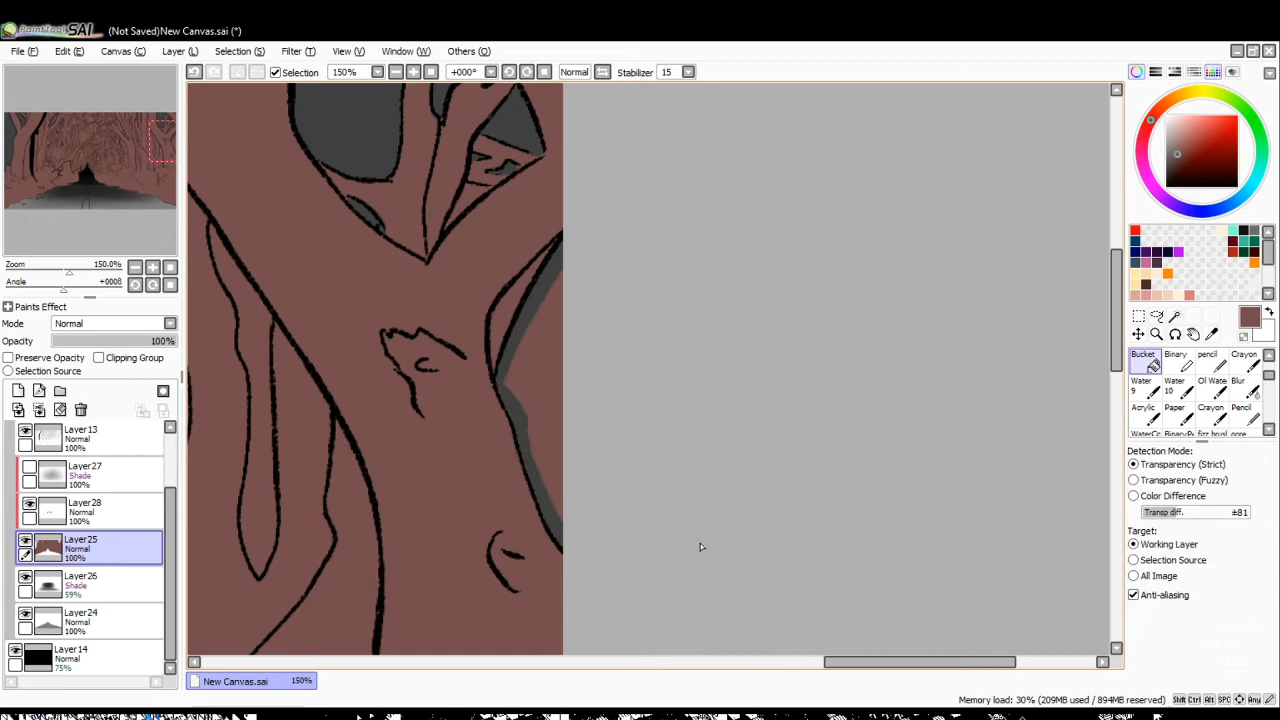 PaintTool SAI (Not Saved)New Canvas.sai (*)
File (F) Edit (E) Canvas (C) Layer (L) Selection (S) Filter (T) View (V) Window (W) Others (O)
Selection 150% +000° Normal Stabilizer 15
Zoom 150.0%
Angle +000ß
Paints Effect
Mode Normal
Opacity 100%
Preserve Opacity Clipping Group
Selection Source
Layer13
Normal
100%
Layer27
Shade
100%
Layer28
Normal
100%
Layer25
Normal
100%
Layer26
Shade
59%
Layer24
Normal
100%
Layer14
Normal
75%
Bucket Binary pencil Crayon
Water 9 Water 10 Oil Wate Blur
Acrylic Paper Crayon Pencil
Detection Mode:
Transparency (Strict)
Transparency (Fuzzy)
Color Difference
Transp diff. ±81
Target:
Working Layer
Selection Source
All Image
Anti-aliasing
New Canvas.sai 150%
Memory load: 30% (209MB used / 894MB reserved) Shift Ctrl Alt SPC Any